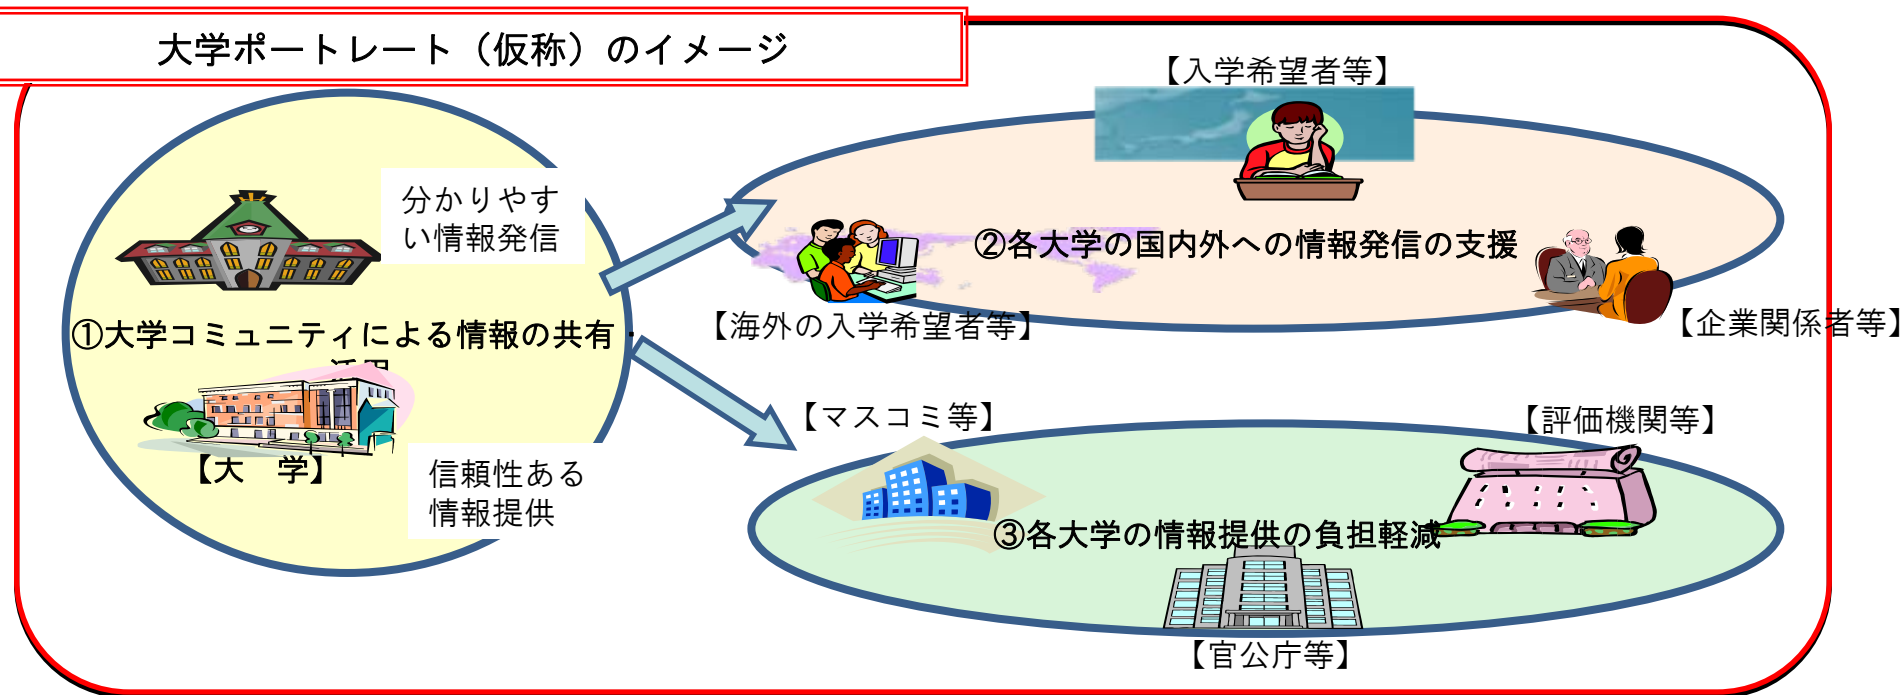 大学ポートレート（仮称）のイメージ
【入学希望者等】
分かりやす
い情報発信
②各大学の国内外への情報発信の支援
【海外の入学希望者等】
【企業関係者等】
①大学コミュニティによる情報の共有・
【大　学】
信頼性ある
情報提供
【マスコミ等】
【評価機関等】
③各大学の情報提供の負担軽減
【官公庁等】